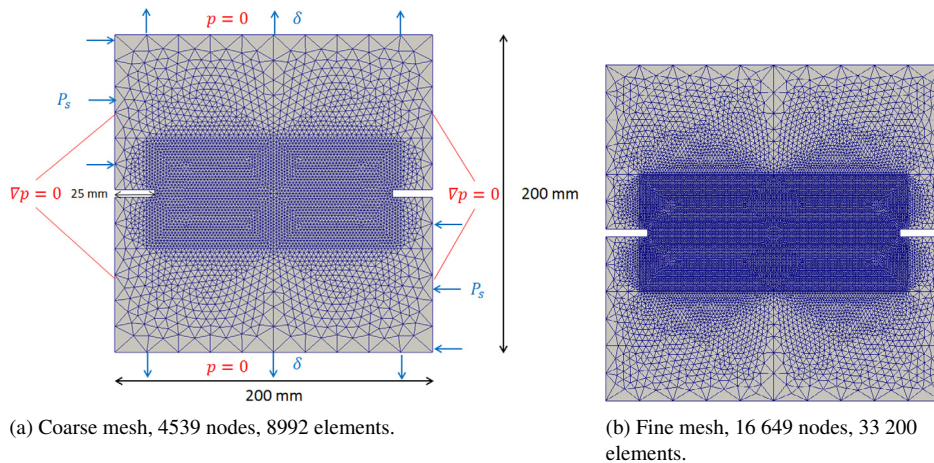 p = 0
δ
P_s
∇p = 0
25 mm
∇p = 0
200 mm
P_s
p = 0
δ
200 mm
(a) Coarse mesh, 4539 nodes, 8992 elements.
(b) Fine mesh, 16 649 nodes, 33 200
elements.